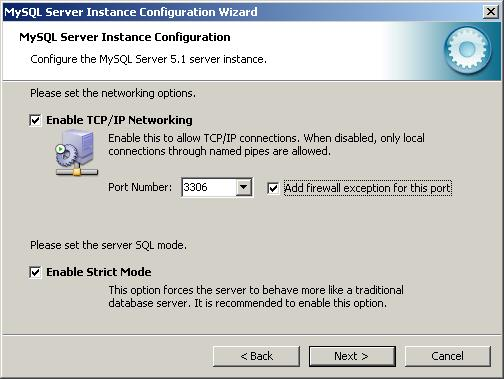 MySQL Server Instance Configuration Wizard
MySQL Server Instance Configuration
Configure the MySQL Server 5.1 server instance.
Please set the networking options.
Enable TCP/IP Networking
Enable this to allow TCP/IP connections. When disabled, only local
connections through named pipes are allowed.
Port Number: 3306 Add firewall exception for this port
Please set the server SQL mode.
Enable Strict Mode
This option forces the server to behave more like a traditional
database server. It is recommended to enable this option.
< Back Next > Cancel